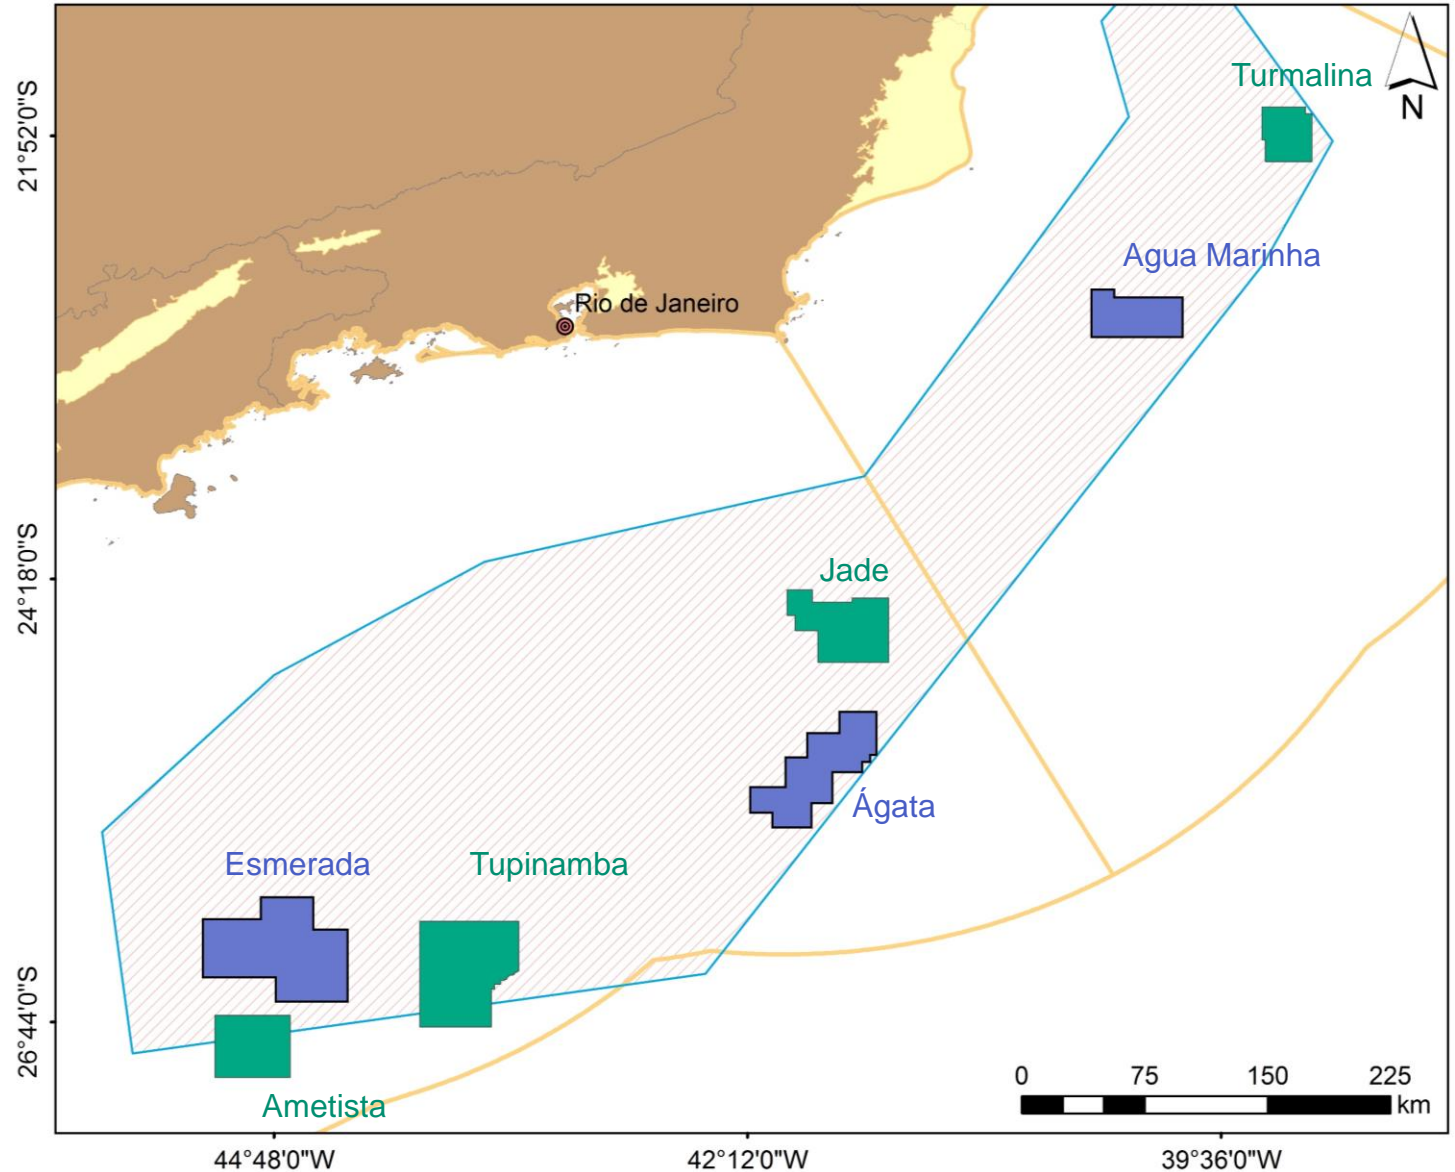 Turmalina
N
21°52'0"S
Agua Marinha
Rio de Janeiro
24°18'0"S
Jade
Ágata
Esmerada
Tupinamba
26°44'0"S
Ametista
0 75 150 225
km
44°48'0"W 42°12'0"W 39°36'0"W